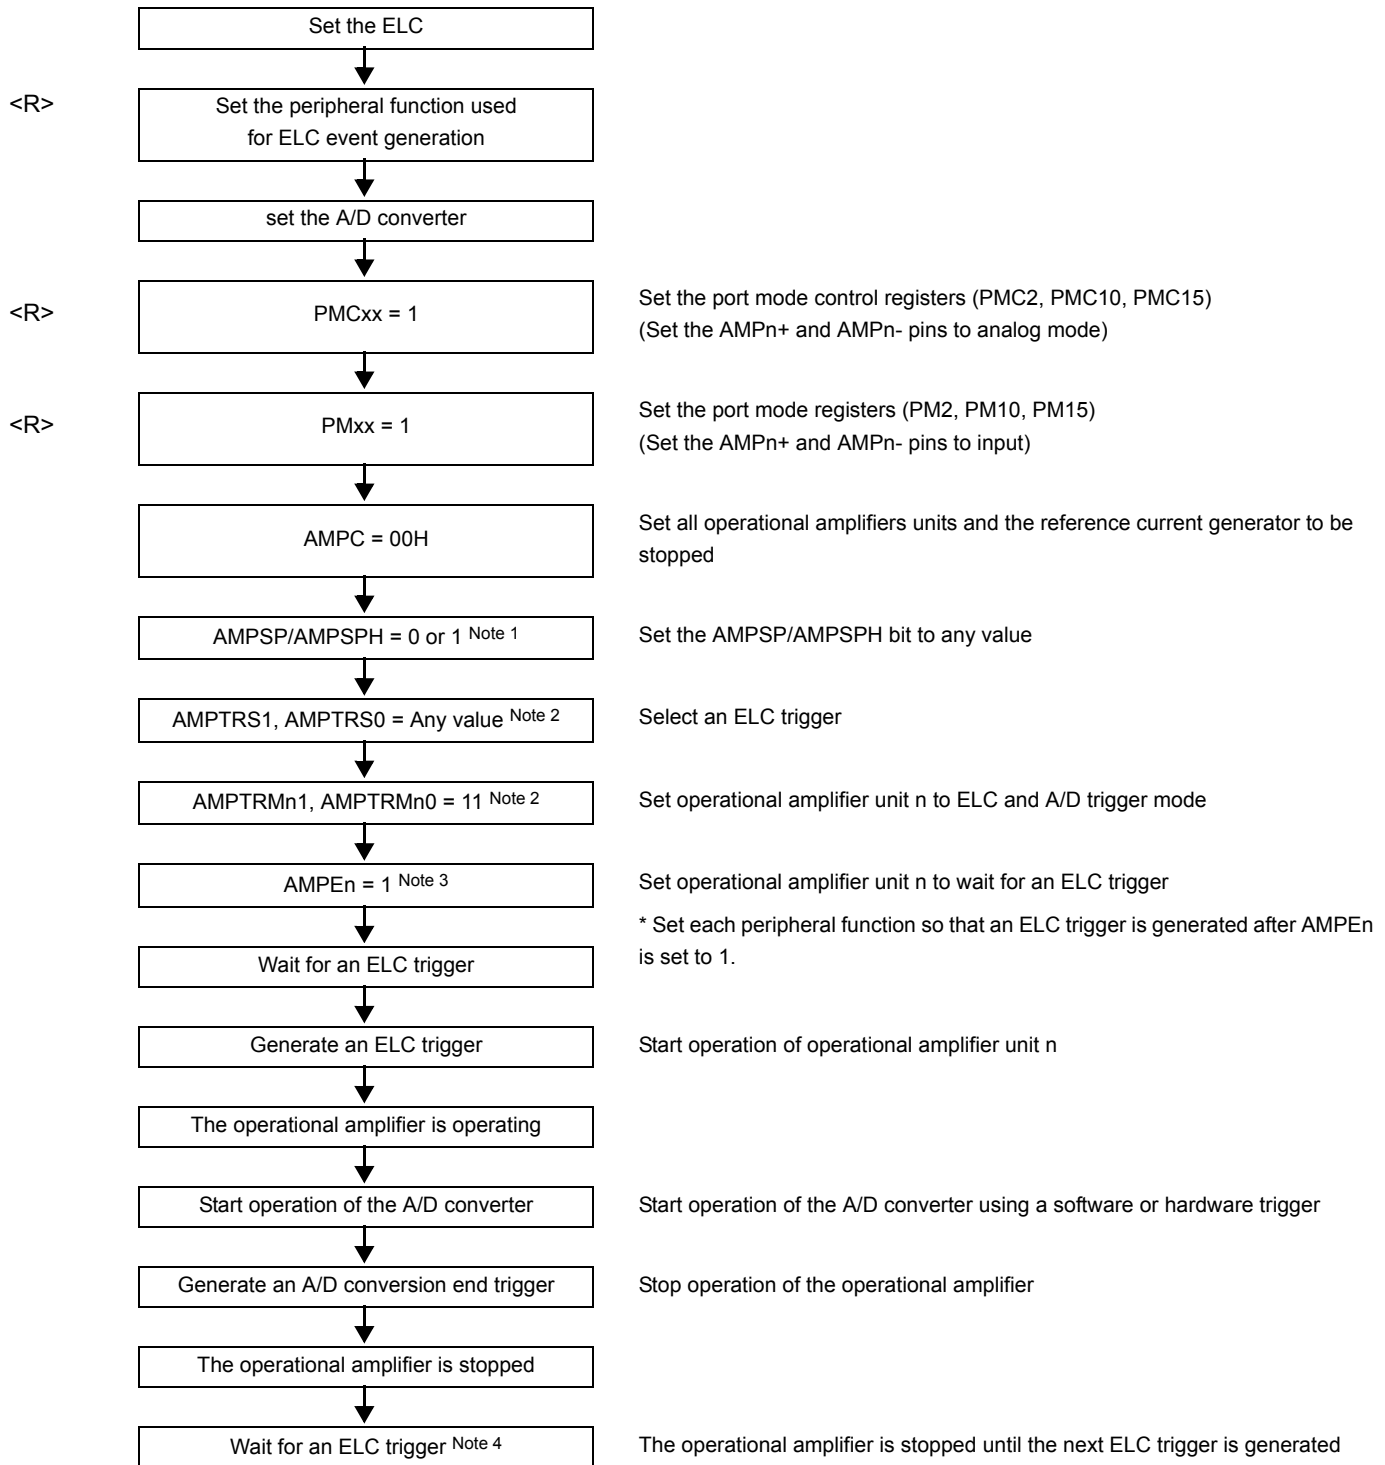 Set the ELC
<R>
Set the peripheral function used
for ELC event generation
set the A/D converter
<R>
PMCxx = 1
Set the port mode control registers (PMC2, PMC10, PMC15)
(Set the AMPn+ and AMPn- pins to analog mode)
<R>
PMxx = 1
Set the port mode registers (PM2, PM10, PM15)
(Set the AMPn+ and AMPn- pins to input)
AMPC = 00H
Set all operational amplifiers units and the reference current generator to be
stopped
AMPSP/AMPSPH = 0 or 1 Note 1
Set the AMPSP/AMPSPH bit to any value
AMPTRS1, AMPTRS0 = Any value Note 2
Select an ELC trigger
AMPTRMn1, AMPTRMn0 = 11 Note 2
Set operational amplifier unit n to ELC and A/D trigger mode
AMPEn = 1 Note 3
Set operational amplifier unit n to wait for an ELC trigger
* Set each peripheral function so that an ELC trigger is generated after AMPEn
is set to 1.
Wait for an ELC trigger
Generate an ELC trigger
Start operation of operational amplifier unit n
The operational amplifier is operating
Start operation of the A/D converter
Start operation of the A/D converter using a software or hardware trigger
Generate an A/D conversion end trigger
Stop operation of the operational amplifier
The operational amplifier is stopped
Wait for an ELC trigger Note 4
The operational amplifier is stopped until the next ELC trigger is generated